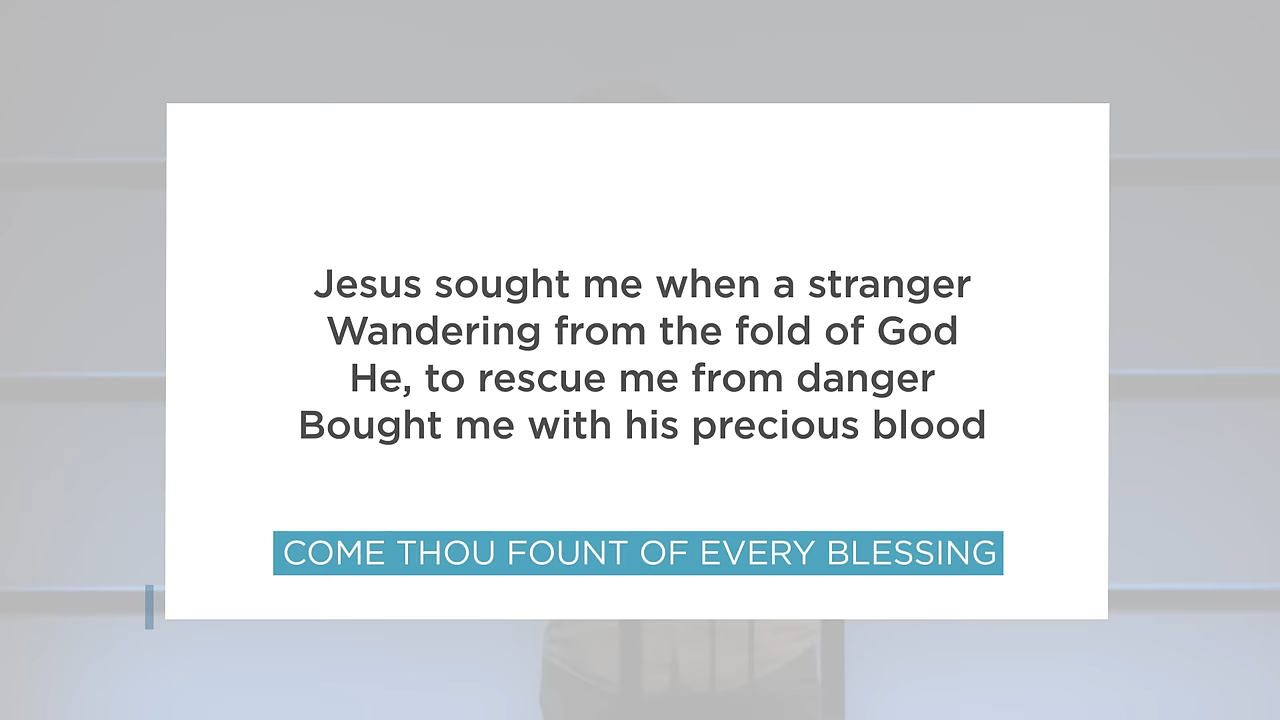 Jesus sought me when a stranger
Wandering from the fold of God
He, to rescue me from danger
Bought me with his precious blood
COME THOU FOUNT OF EVERY BLESSING